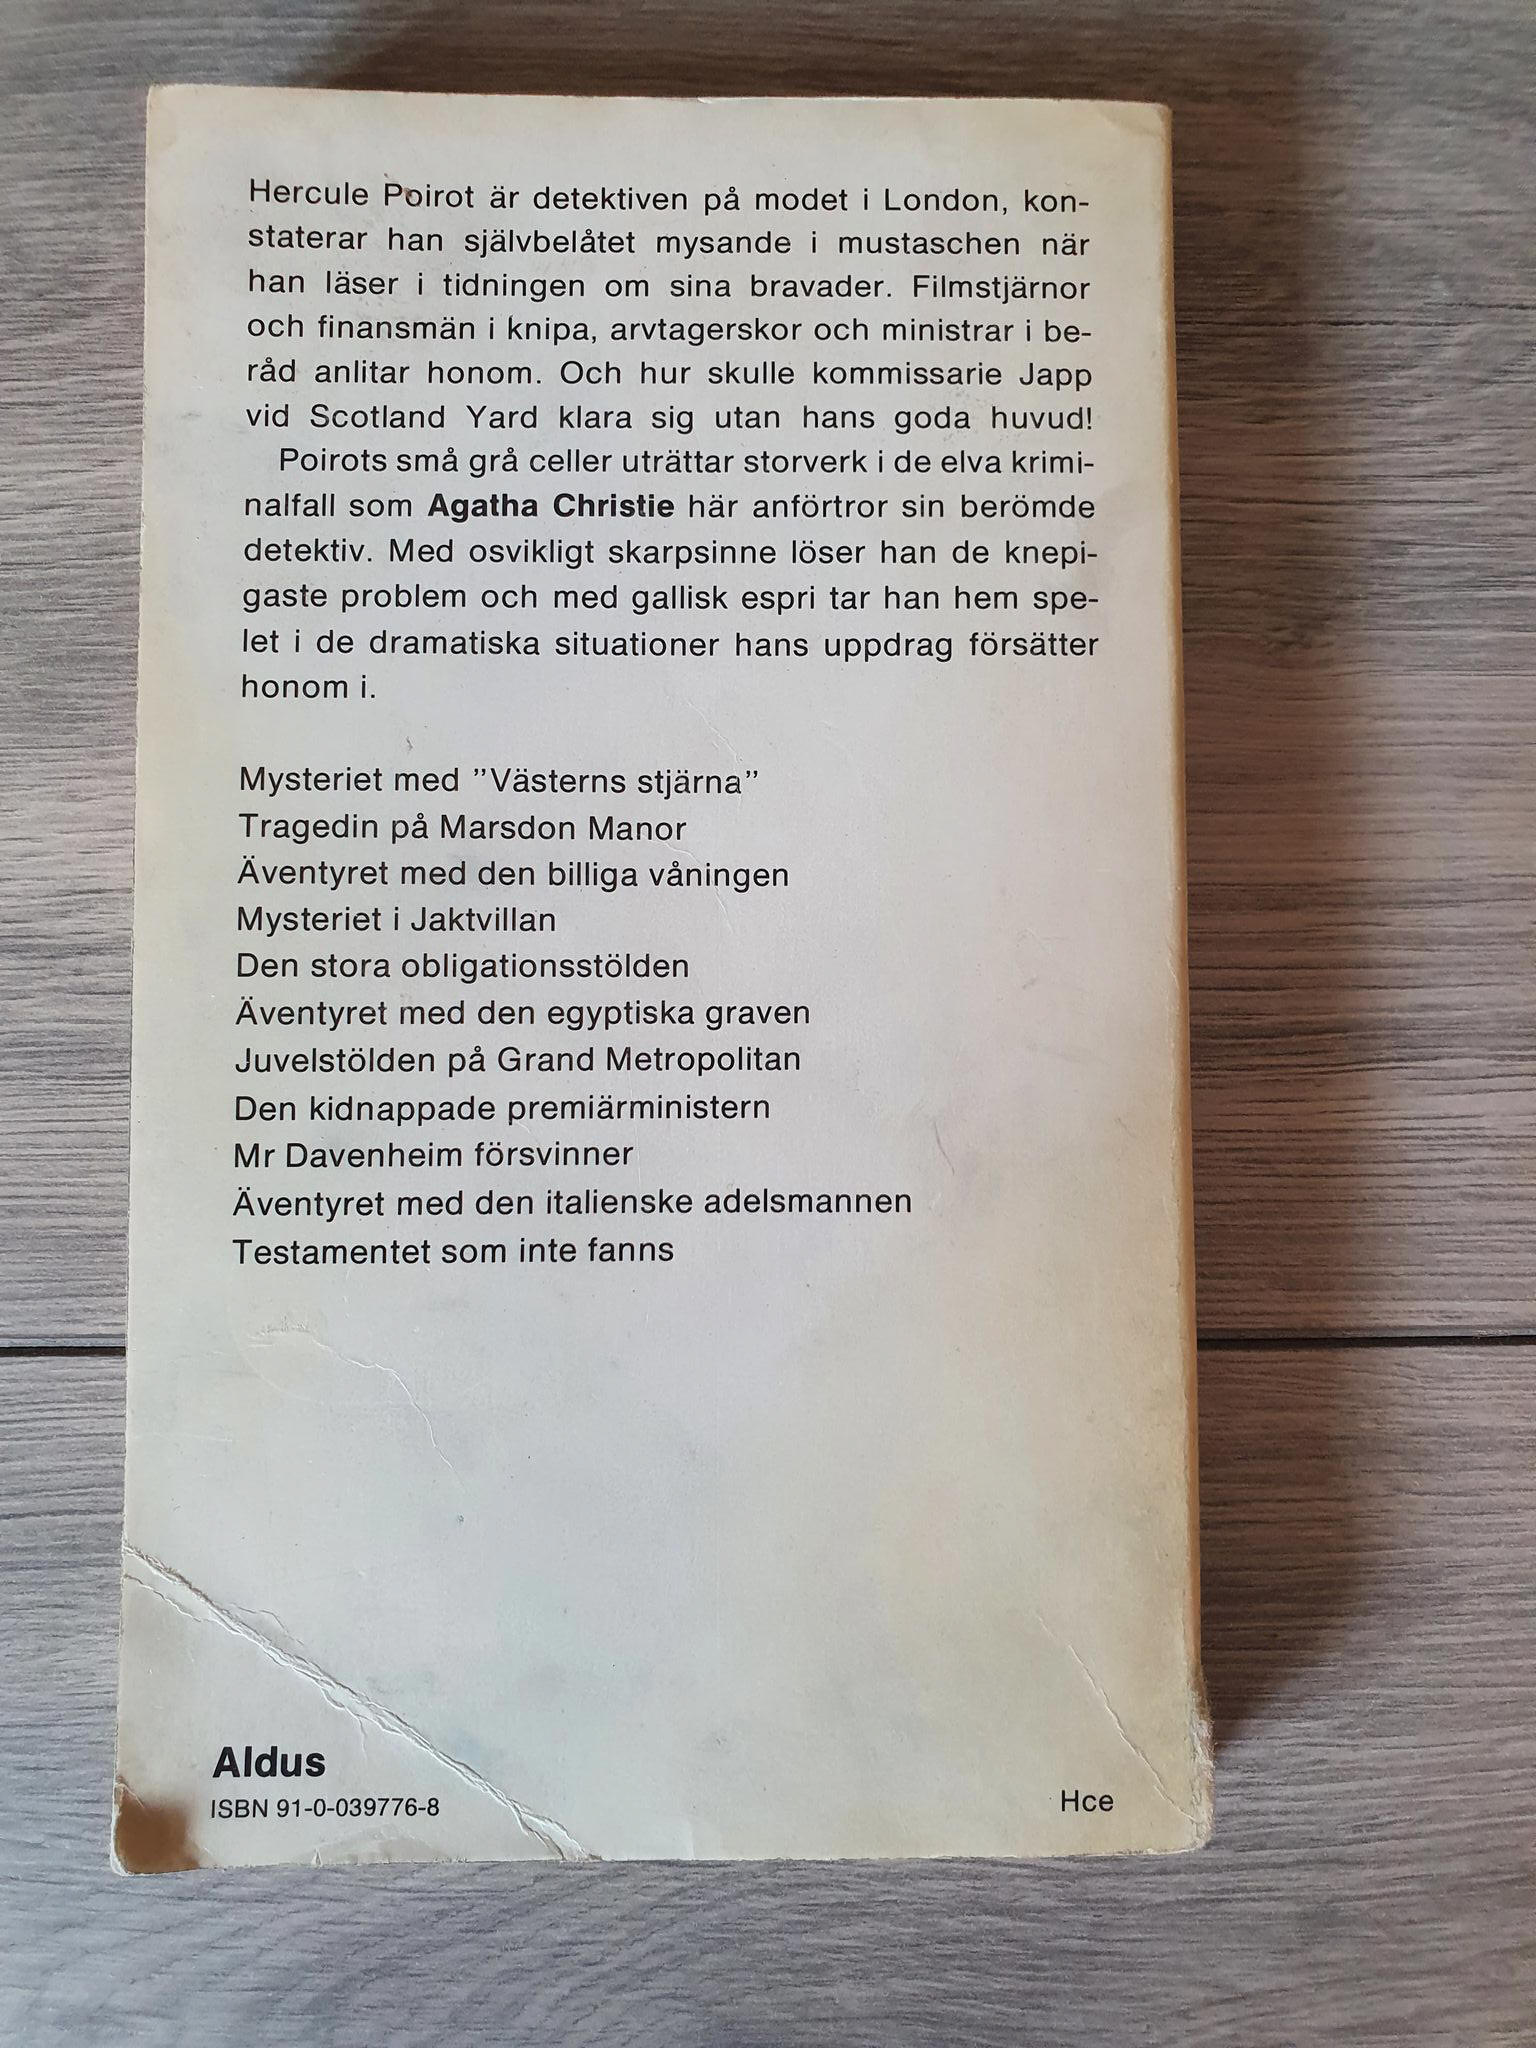 Hercule Poirot är detektiven på modet i London, kon-
staterar han självbelåtet mysande i mustaschen när
han läser i tidningen om sina bravader. Filmstjärnor
och finansmän i knipa, arvtagerskor och ministrar i be-
råd anlitar honom. Och hur skulle kommissarie Japp
vid Scotland Yard klara sig utan hans goda huvud!
Poirots små grå celler uträttar storverk i de elva krimi-
nalfall som Agatha Christie här anförtror sin berömde
detektiv. Med osvikligt skarpsinne löser han de knepi-
gaste problem och med gallisk espri tar han hem spe-
let i de dramatiska situationer hans uppdrag försätter
honom i.
Mysteriet med ”Västerns stjärna”
Tragedin på Marsdon Manor
Äventyret med den billiga våningen
Mysteriet i Jaktvillan
Den stora obligationsstölden
Äventyret med den egyptiska graven
Juvelstölden på Grand Metropolitan
Den kidnappade premiärministern
Mr Davenheim försvinner
Äventyret med den italienske adelsmannen
Testamentet som inte fanns
Aldus
ISBN 91-0-039776-8
Hce